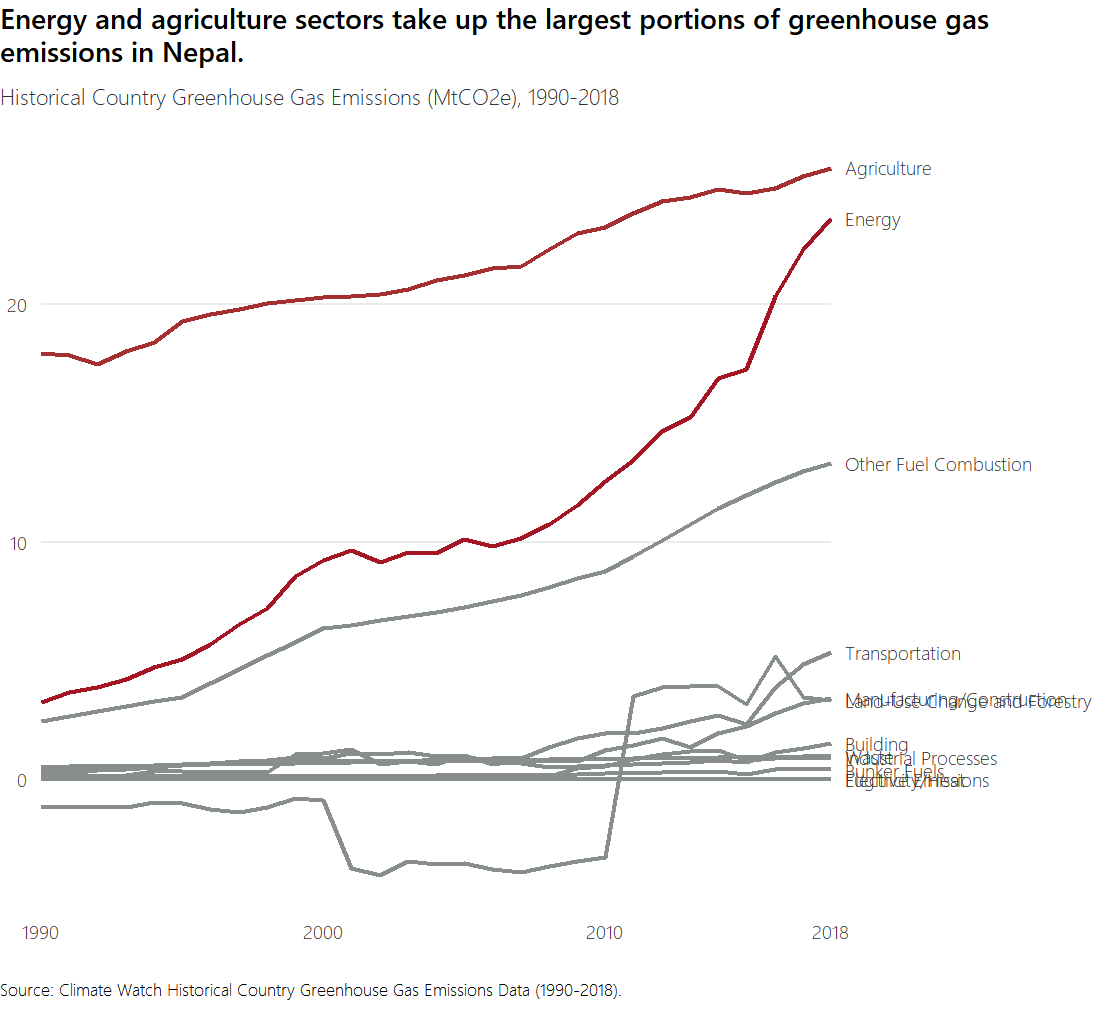 Energy and agriculture sectors take up the largest portions of greenhouse gas
emissions in Nepal.
Historical Country Greenhouse Gas Emissions (MtCO2e), 1990-2018
Agriculture
Energy
20
Other Fuel Combustion
10
Transportation
Manufacturing/Construction
Land-Use Change and Forestry
Building
Industrial Processes
Bunker Fuels
0
Electricity/Heat
Fugitive Emissions
1990
2000
2010
2018
Source: Climate Watch Historical Country Greenhouse Gas Emissions Data (1990-2018).